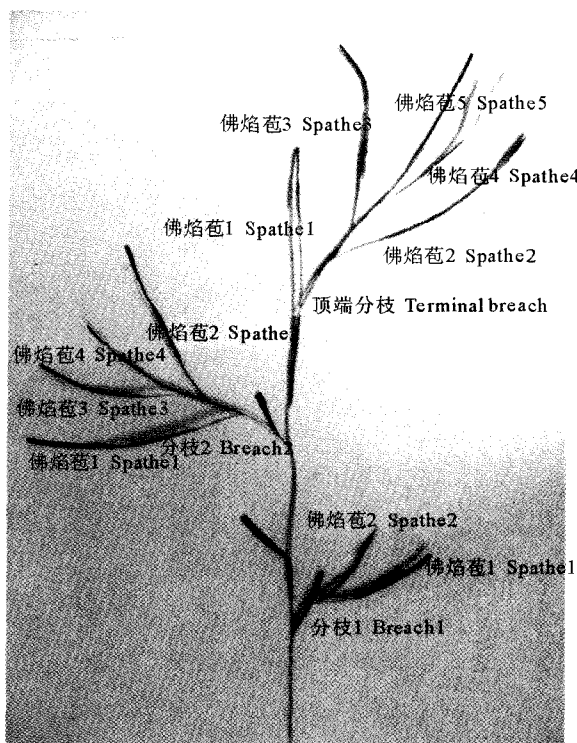 佛焰苞5 Spathe5
佛焰苞3 Spathe3
佛焰苞4 Spathe4
佛焰苞1 Spathe1
佛焰苞2 Spathe2
顶端分枝 Terminal breach
佛焰苞2 Spathe
佛焰苞4 Spathe4
佛焰苞3 Spathe3
分枝2 Breach2
佛焰苞1 Spathe1
佛焰苞2 Spathe2
佛焰苞1 Spathe1
分枝1 Breach1